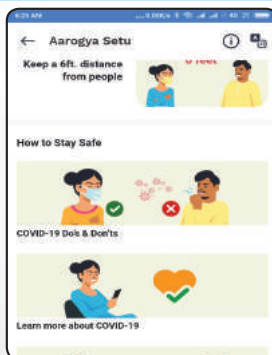 Aarogya Setu
Keep a 6ft. distance
from people
6 feet
How to Stay Safe
COVID-19 Do's & Don'ts
Learn more about COVID-19